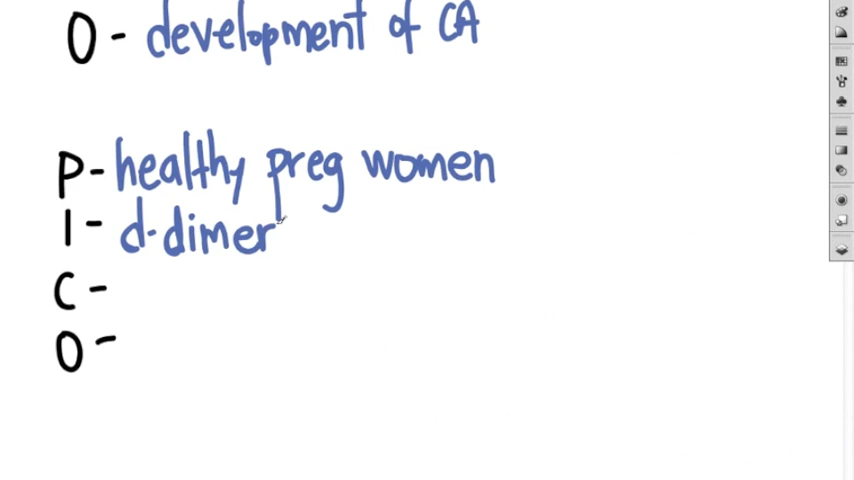 O - development of CA
P - healthy preg women
I - d-dimer
C -
O -